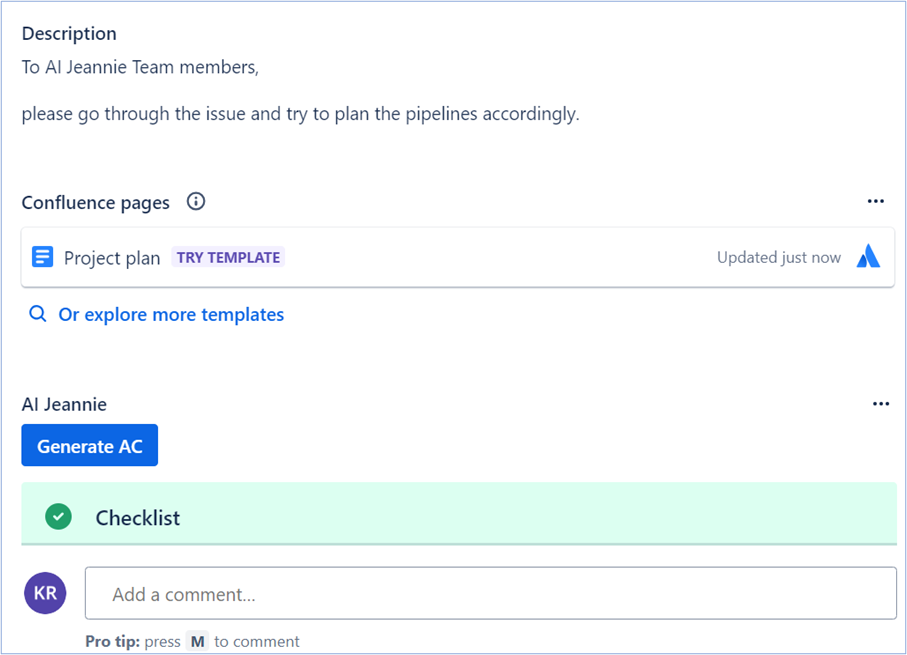 Description
To AI Jeannie Team members,
please go through the issue and try to plan the pipelines accordingly.
Confluence pages
Project plan TRY TEMPLATE Updated just now
Or explore more templates
AI Jeannie
Generate AC
Checklist
KR Add a comment...
Pro tip: press M to comment